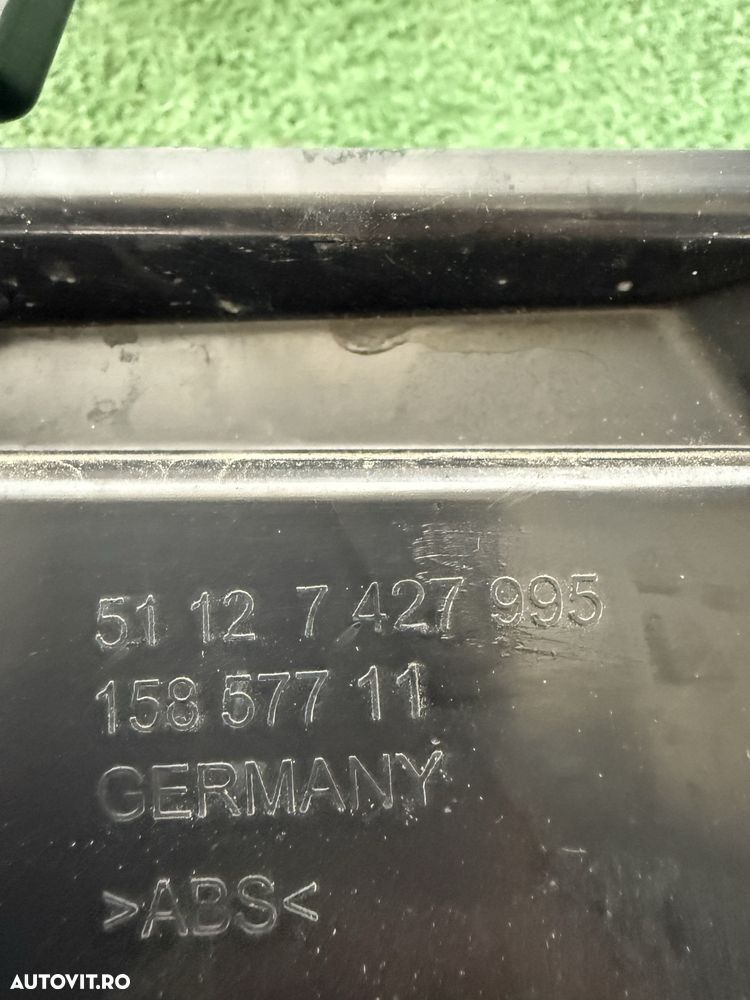 51 12 7 427 995
158 577 11
GERMANY
>ABS<
AUTOVIT.RO